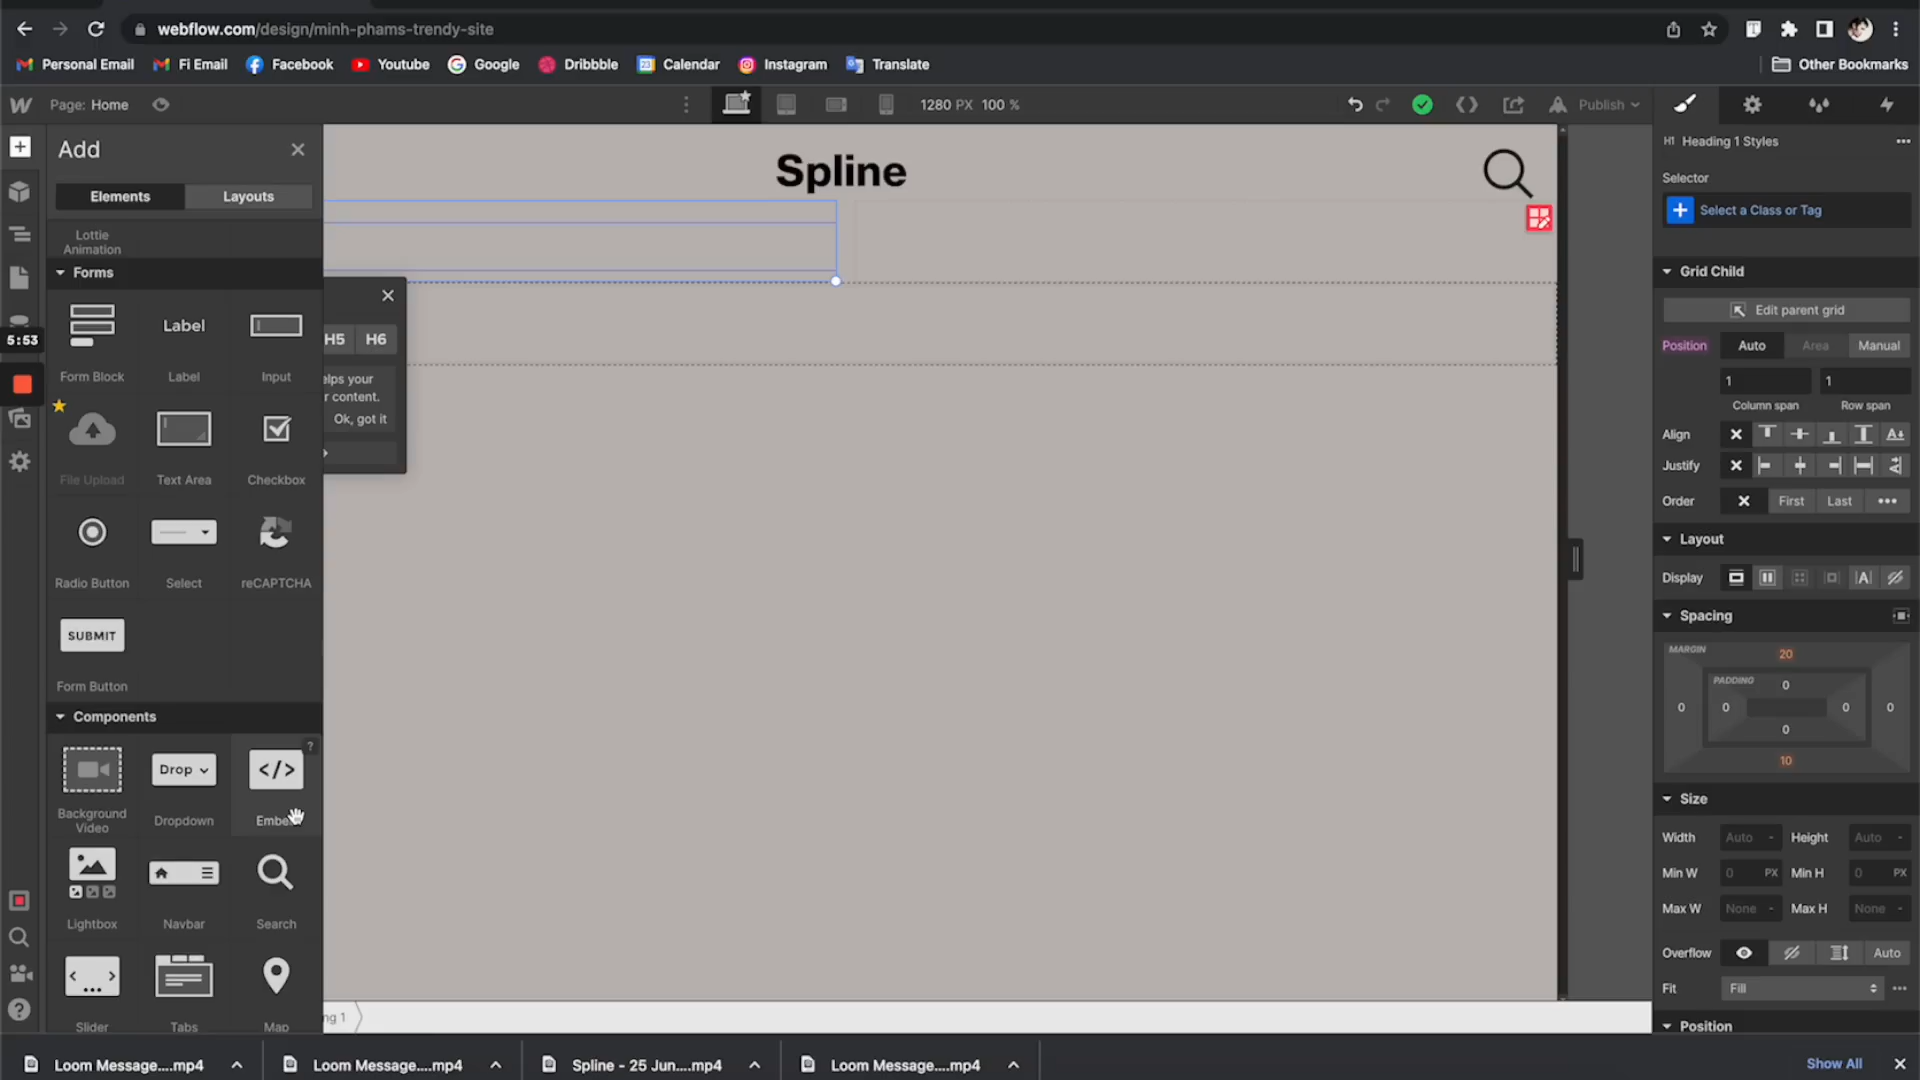 webflow.com/design/minh-phams-trendy-site
Personal Email
Fi Email
Facebook
Youtube
Google
Dribbble
Calendar
Instagram
Translate
Other Bookmarks
Page: Home
1280 PX 100 %
Publish
Add
Elements
Layouts
Lottie Animation
Forms
Form Block
Label
Label
Input
File Upload
Text Area
Checkbox
Radio Button
Select
reCAPTCHA
SUBMIT
Form Button
Components
Background Video
Drop
Dropdown
Embed
Lightbox
Navbar
Search
Slider
Tabs
Map
5:53
Spline
H5
H6
elps your
r content.
Ok, got it
ng 1
H1 Heading 1 Styles
Selector
Select a Class or Tag
Grid Child
Edit parent grid
Position
Auto
Area
Manual
1
1
Column span
Row span
Align
Justify
Order
First
Last
Layout
Display
Spacing
MARGIN
20
PADDING
0
0
0
0
0
0
10
Size
Width
Auto -
Height
Auto -
Min W
0 PX
Min H
0 PX
Max W
None -
Max H
None -
Overflow
Auto
Fit
Fill
Position
Loom Message....mp4
Loom Message....mp4
Spline - 25 Jun....mp4
Loom Message....mp4
Show All